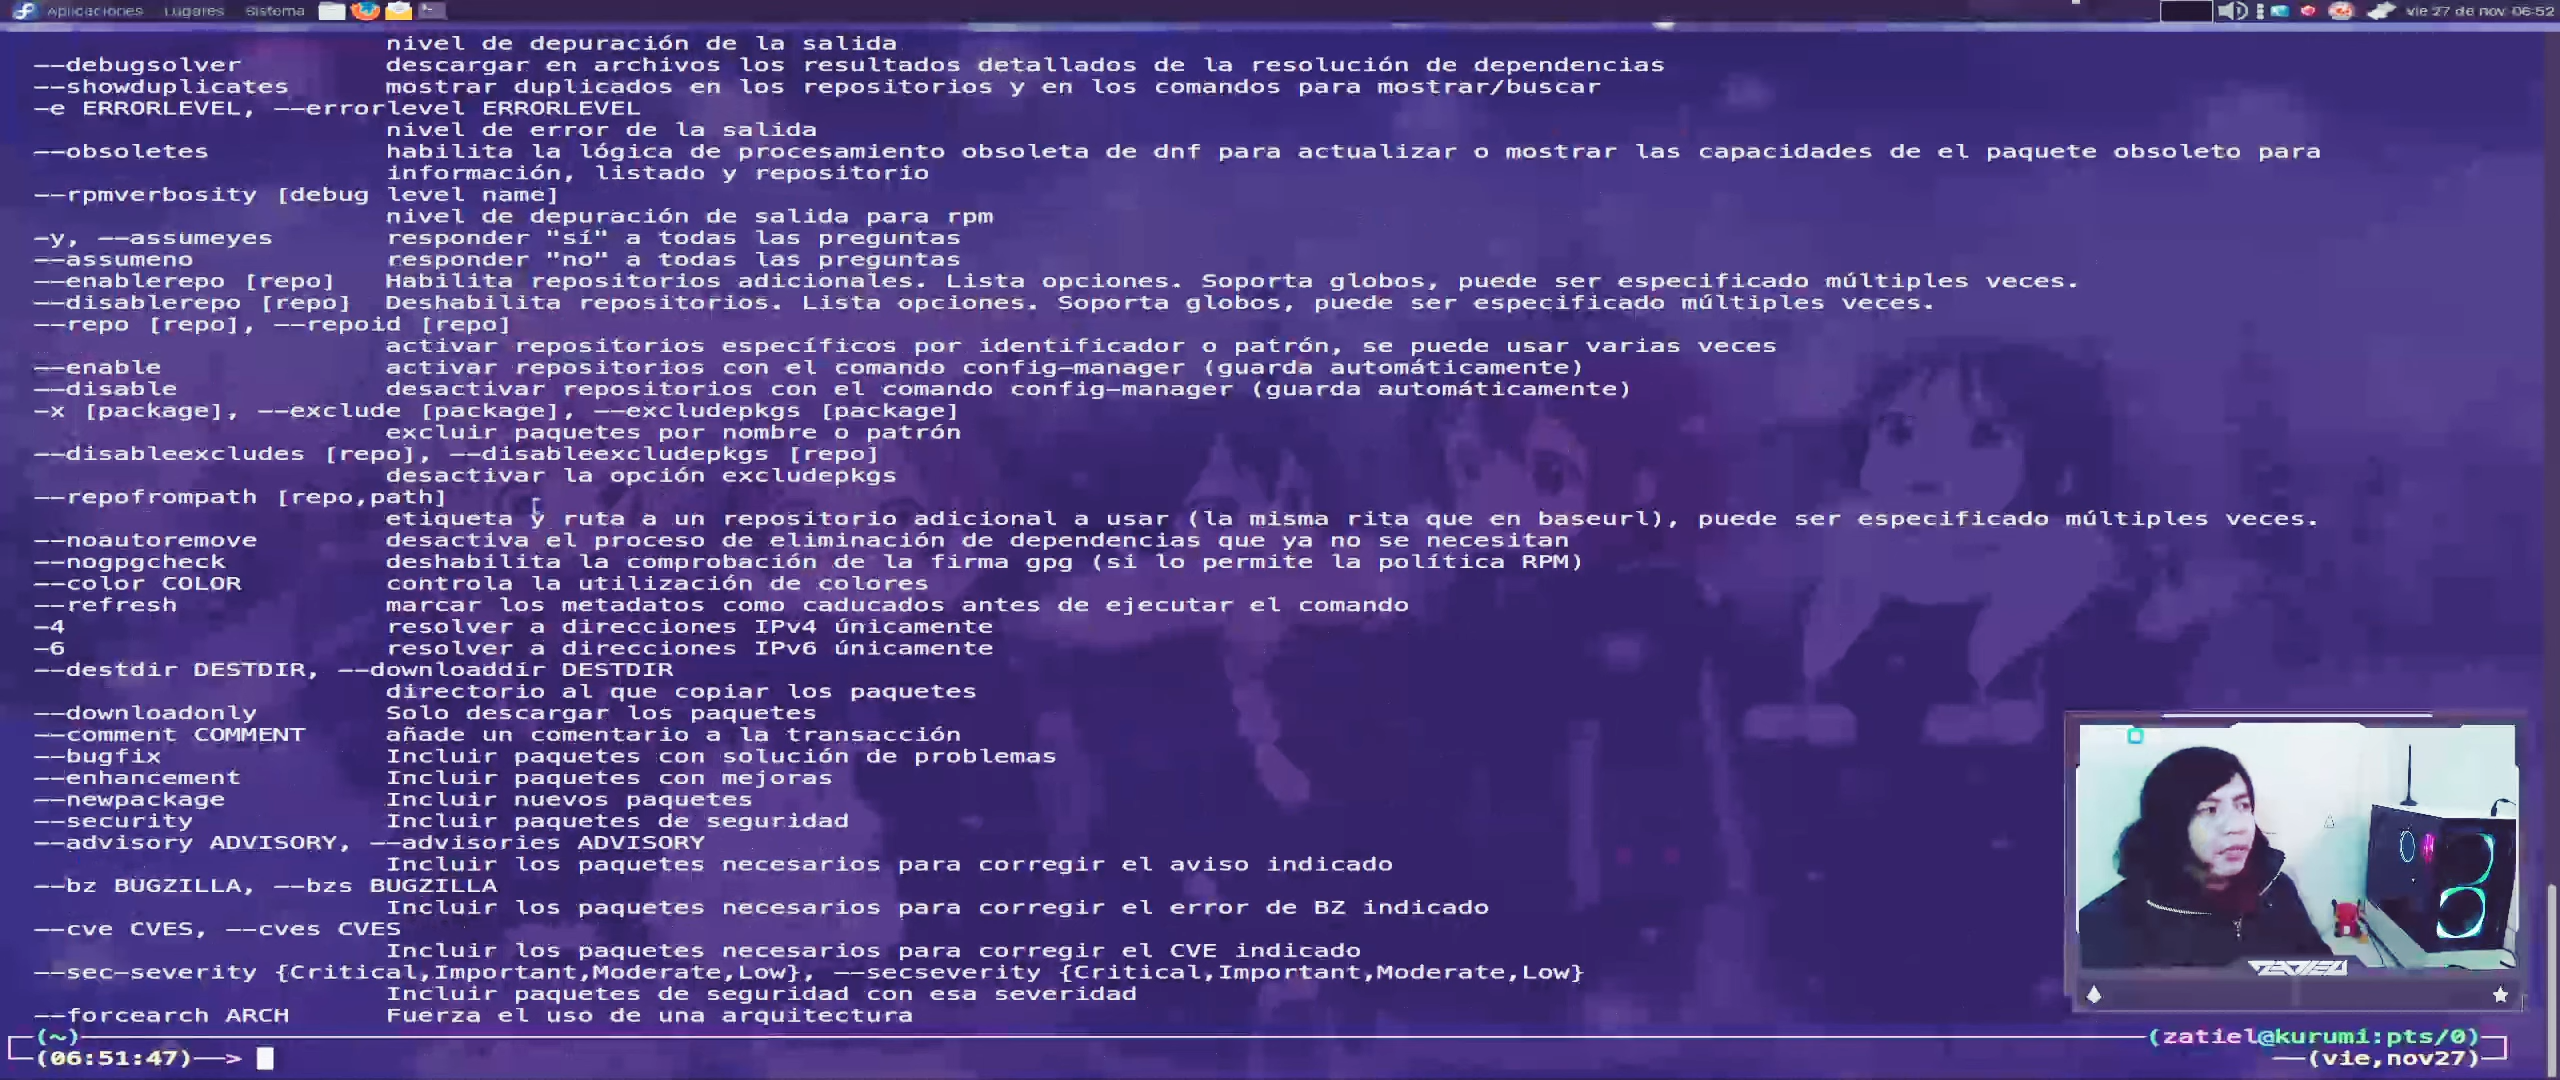 Aplicaciones Lugares Sistema vie 27 de nov 06:52
nivel de depuración de la salida
--debugsolver descargar en archivos los resultados detallados de la resolución de dependencias
--showduplicates mostrar duplicados en los repositorios y en los comandos para mostrar/buscar
-e ERRORLEVEL, --errorlevel ERRORLEVEL
nivel de error de la salida
--obsoletes habilita la lógica de procesamiento obsoleta de dnf para actualizar o mostrar las capacidades de el paquete obsoleto para
información, listado y repositorio
--rpmverbosity [debug level name]
nivel de depuración de salida para rpm
-y, --assumeyes responder "sí" a todas las preguntas
--assumeno responder "no" a todas las preguntas
--enablerepo [repo] Habilita repositorios adicionales. Lista opciones. Soporta globos, puede ser especificado múltiples veces.
--disablerepo [repo] Deshabilita repositorios. Lista opciones. Soporta globos, puede ser especificado múltiples veces.
--repo [repo], --repoid [repo]
activar repositorios específicos por identificador o patrón, se puede usar varias veces
--enable activar repositorios con el comando config-manager (guarda automáticamente)
--disable desactivar repositorios con el comando config-manager (guarda automáticamente)
-x [package], --exclude [package], --excludepkgs [package]
excluir paquetes por nombre o patrón
--disableexcludes [repo], --disableexcludepkgs [repo]
desactivar la opción excludepkgs
--repofrompath [repo,path]
etiqueta y ruta a un repositorio adicional a usar (la misma rita que en baseurl), puede ser especificado múltiples veces.
--noautoremove desactiva el proceso de eliminación de dependencias que ya no se necesitan
--nogpgcheck deshabilita la comprobación de la firma gpg (si lo permite la política RPM)
--color COLOR controla la utilización de colores
--refresh marcar los metadatos como caducados antes de ejecutar el comando
-4 resolver a direcciones IPv4 únicamente
-6 resolver a direcciones IPv6 únicamente
--destdir DESTDIR, --downloaddir DESTDIR
directorio al que copiar los paquetes
--downloadonly Solo descargar los paquetes
--comment COMMENT añade un comentario a la transacción
--bugfix Incluir paquetes con solución de problemas
--enhancement Incluir paquetes con mejoras
--newpackage Incluir nuevos paquetes
--security Incluir paquetes de seguridad
--advisory ADVISORY, --advisories ADVISORY
Incluir los paquetes necesarios para corregir el aviso indicado
--bz BUGZILLA, --bzs BUGZILLA
Incluir los paquetes necesarios para corregir el error de BZ indicado
--cve CVES, --cves CVES
Incluir los paquetes necesarios para corregir el CVE indicado
--sec-severity {Critical,Important,Moderate,Low}, --secseverity {Critical,Important,Moderate,Low}
Incluir paquetes de seguridad con esa severidad
--forcearch ARCH Fuerza el uso de una arquitectura
(~) (zatiel@kurumi:pts/0)
(06:51:47)--> (vie,nov27)